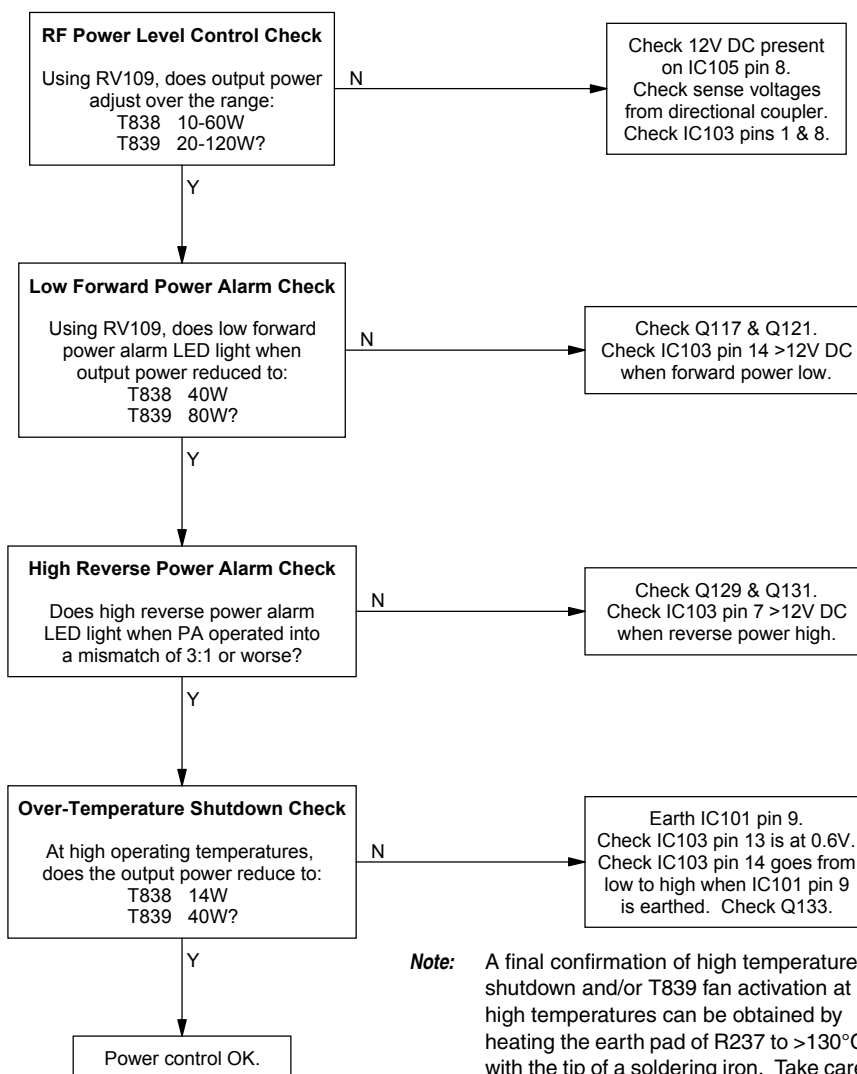 RF Power Level Control Check
Using RV109, does output power
adjust over the range:
T838 10-60W
T839 20-120W?
N
Check 12V DC present
on IC105 pin 8.
Check sense voltages
from directional coupler.
Check IC103 pins 1 & 8.
Y
Low Forward Power Alarm Check
Using RV109, does low forward
power alarm LED light when
output power reduced to:
T838 40W
T839 80W?
N
Check Q117 & Q121.
Check IC103 pin 14 >12V DC
when forward power low.
Y
High Reverse Power Alarm Check
Does high reverse power alarm
LED light when PA operated into
a mismatch of 3:1 or worse?
N
Check Q129 & Q131.
Check IC103 pin 7 >12V DC
when reverse power high.
Y
Over-Temperature Shutdown Check
At high operating temperatures,
does the output power reduce to:
T838 14W
T839 40W?
N
Earth IC101 pin 9.
Check IC103 pin 13 is at 0.6V.
Check IC103 pin 14 goes from
low to high when IC101 pin 9
is earthed. Check Q133.
Y
Power control OK.
Note: A final confirmation of high temperature
shutdown and/or T839 fan activation at
high temperatures can be obtained by
heating the earth pad of R237 to >130°C
with the tip of a soldering iron. Take care